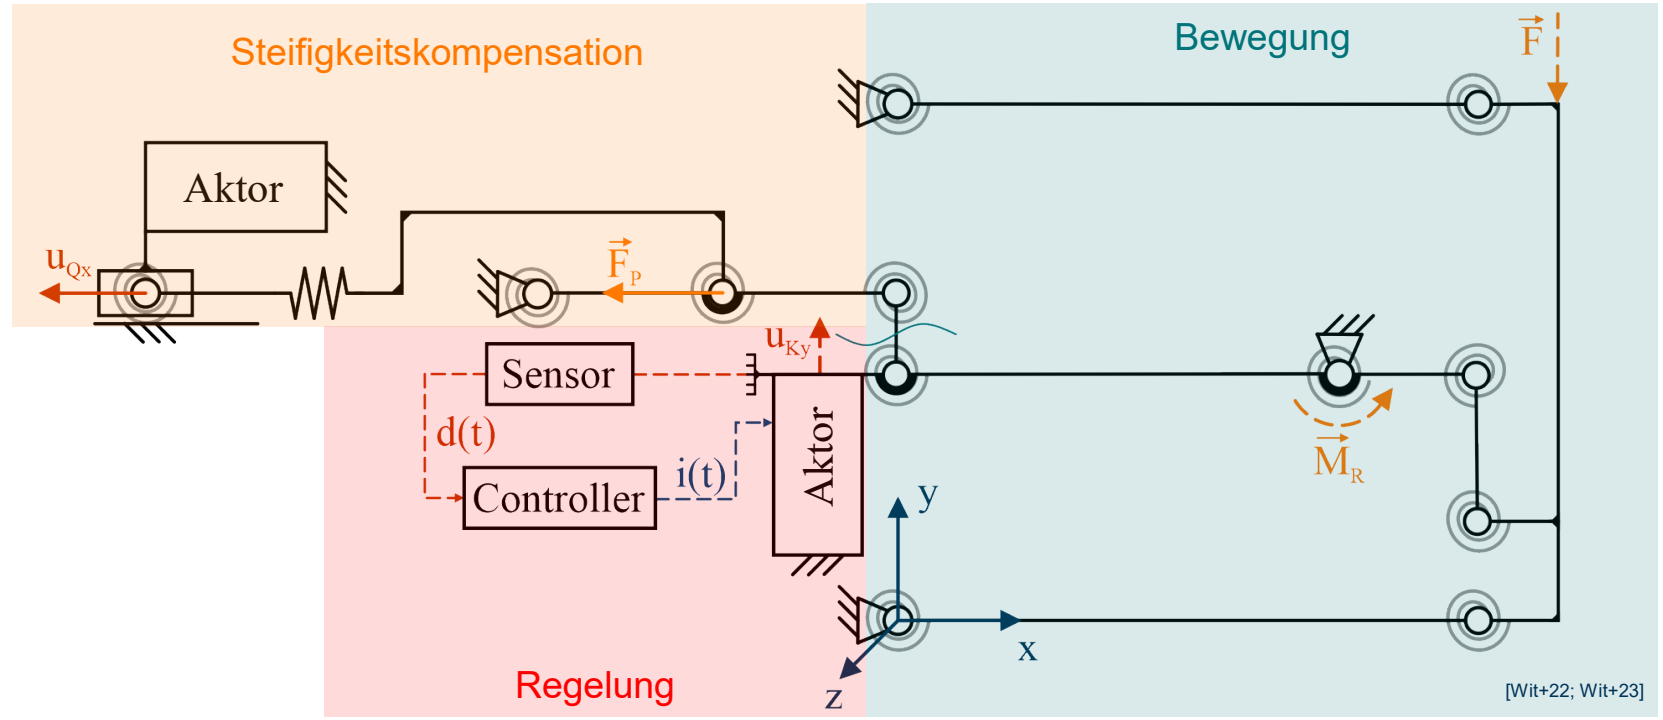 Steifigkeitskompensation
Bewegung
F
Aktor
u_Qx
F_P
u_Ky
Sensor
d(t)
Aktor
i(t)
Controller
M_R
y
x
z
Regelung
[Wit+22; Wit+23]